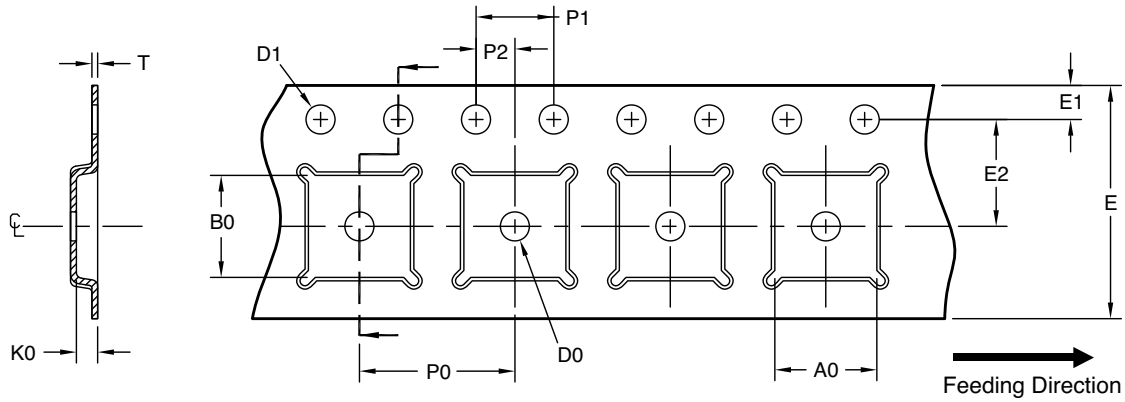 P1
P2
T
D1
E1
E2
E
B0
℄
K0
P0
D0
A0
Feeding Direction